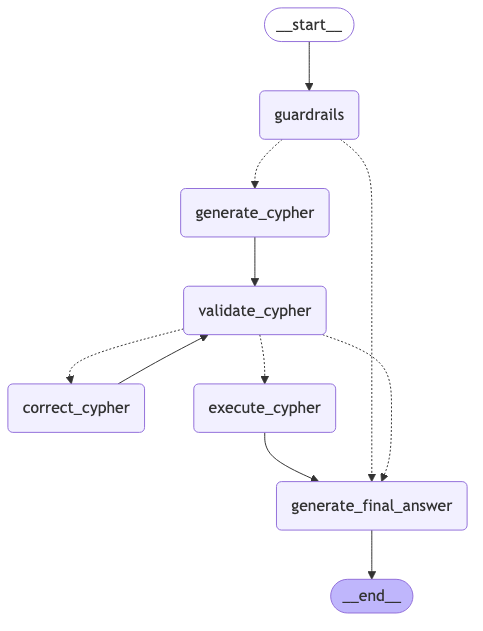 __start__
guardrails
generate_cypher
validate_cypher
correct_cypher
execute_cypher
generate_final_answer
__end__